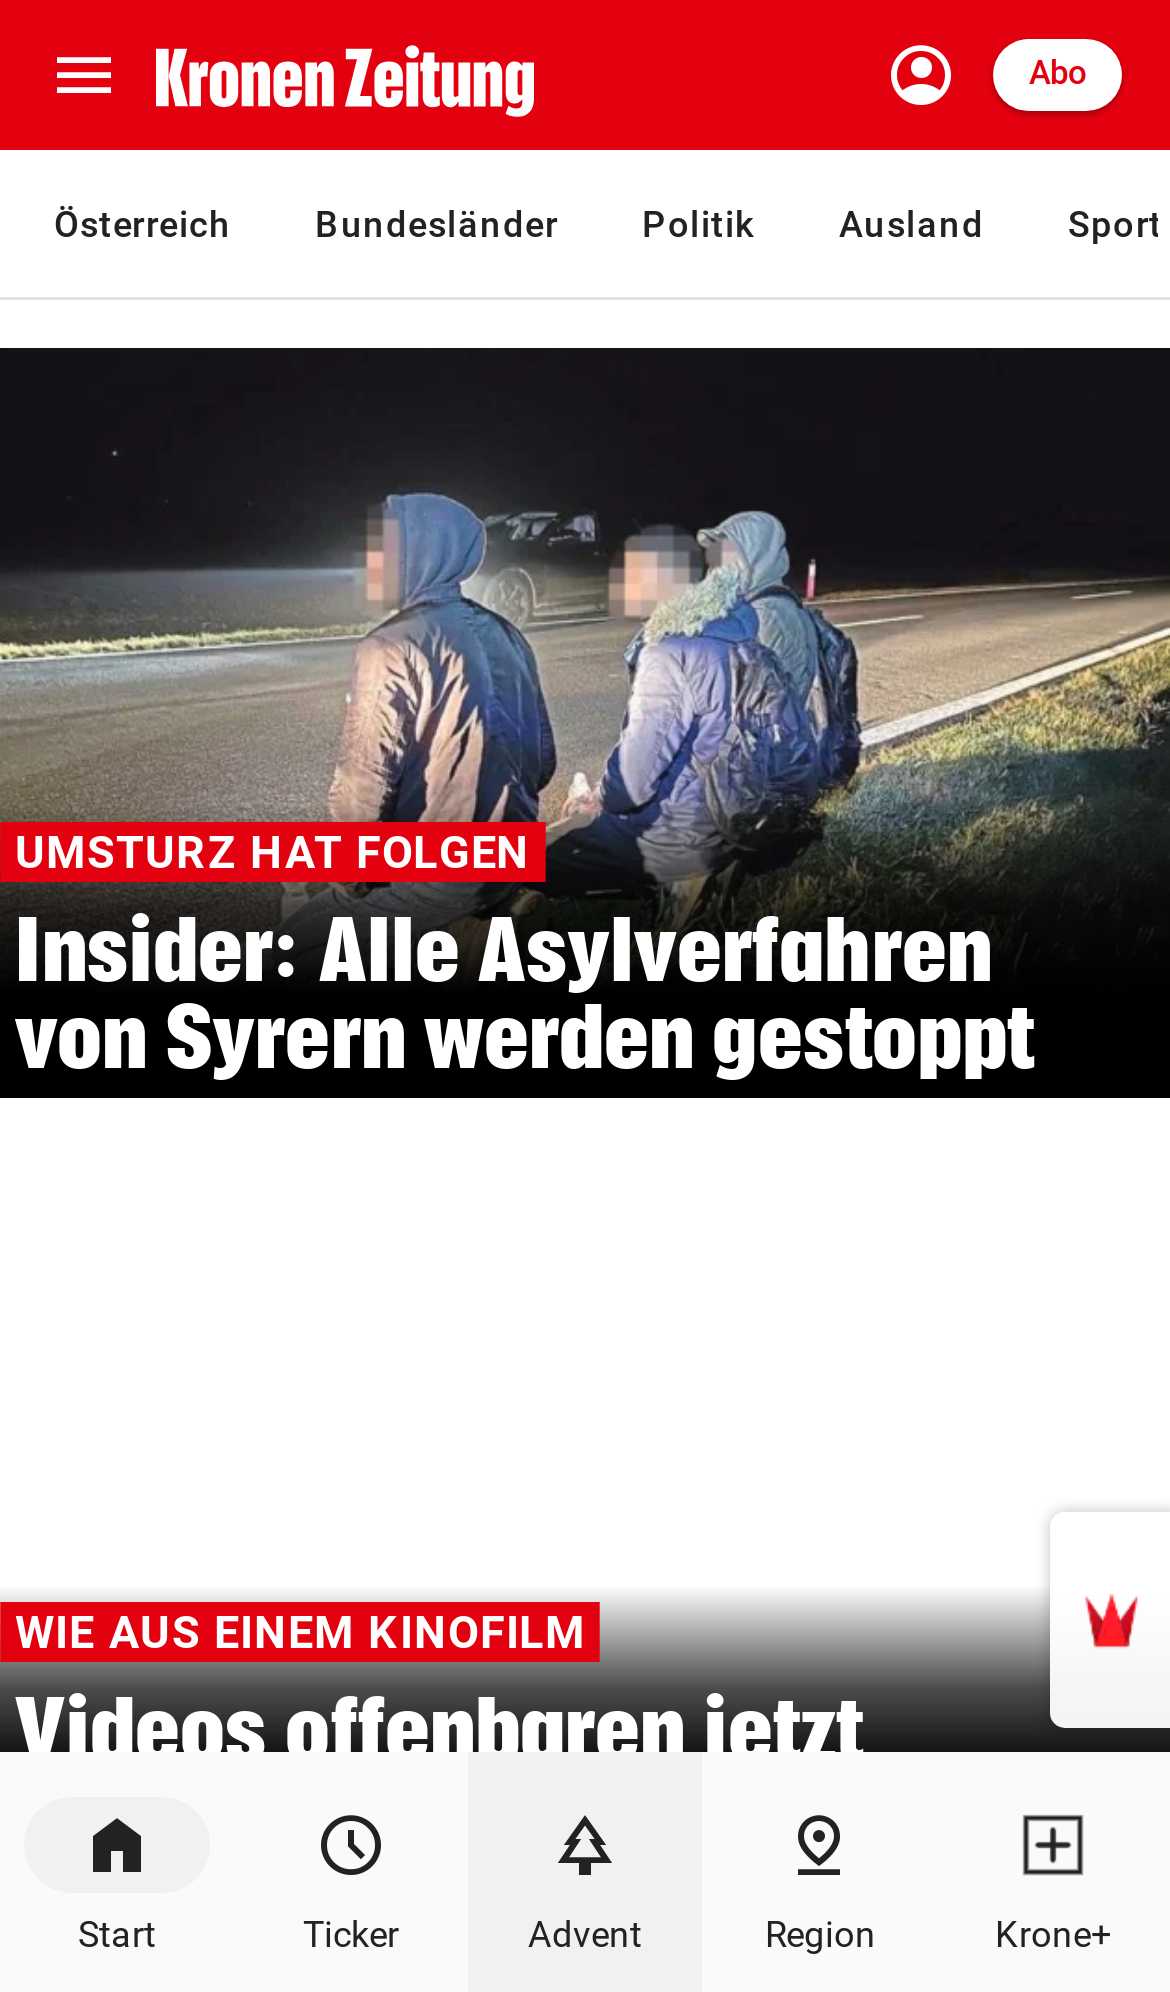 Kronen Zeitung
Abo
Österreich Bundesländer Politik Ausland Sport
UMSTURZ HAT FOLGEN
Insider: Alle Asylverfahren
von Syrern werden gestoppt
WIE AUS EINEM KINOFILM
Videos offenbaren jetzt
Start Ticker Advent Region Krone+